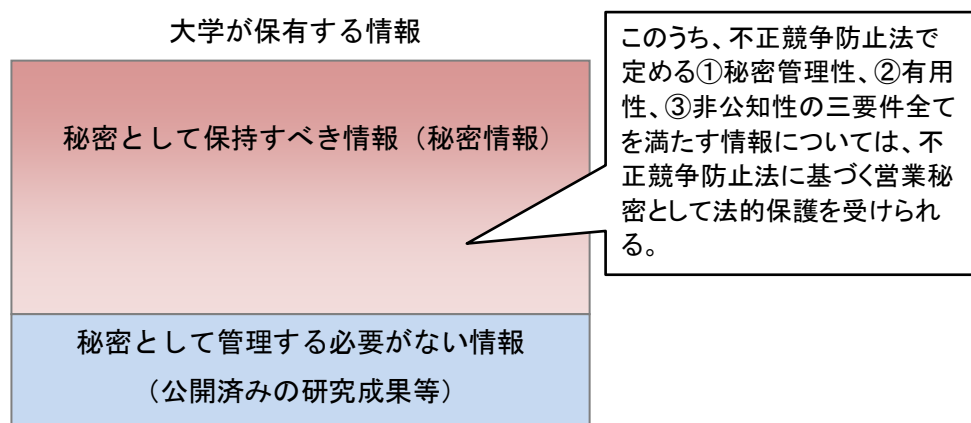 大学が保有する情報
秘密として保持すべき情報（秘密情報）
このうち、不正競争防止法で
定める①秘密管理性、②有用
性、③非公知性の三要件全て
を満たす情報については、不
正競争防止法に基づく営業秘
密として法的保護を受けられ
る。
秘密として管理する必要がない情報
（公開済みの研究成果等）